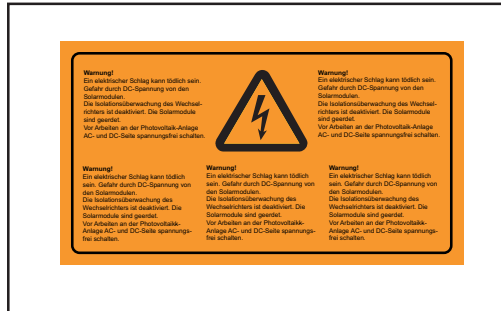 Warnung!
Ein elektrischer Schlag kann tödlich sein.
Gefahr durch DC-Spannung von den
Solarmodulen.
Die Isolationsüberwachung des Wechsel-
richters ist deaktiviert. Die Solarmodule
sind geerdet.
Vor Arbeiten an der Photovoltaik-Anlage
AC- und DC-Seite spannungsfrei schalten.
Warnung!
Ein elektrischer Schlag kann tödlich sein.
Gefahr durch DC-Spannung von den
Solarmodulen.
Die Isolationsüberwachung des Wechsel-
richters ist deaktiviert. Die Solarmodule
sind geerdet.
Vor Arbeiten an der Photovoltaik-Anlage
AC- und DC-Seite spannungsfrei schalten.
Warnung!
Ein elektrischer Schlag kann tödlich
sein. Gefahr durch DC-Spannung von
den Solarmodulen.
Die Isolationsüberwachung des
Wechselrichters ist deaktiviert. Die
Solarmodule sind geerdet.
Vor Arbeiten an der Photovoltaikk-
Anlage AC- und DC-Seite spannungs-
frei schalten.
Warnung!
Ein elektrischer Schlag kann tödlich
sein. Gefahr durch DC-Spannung von
den Solarmodulen.
Die Isolationsüberwachung des
Wechselrichters ist deaktiviert. Die
Solarmodule sind geerdet.
Vor Arbeiten an der Photovoltaikk-
Anlage AC- und DC-Seite spannungs-
frei schalten.
Warnung!
Ein elektrischer Schlag kann tödlich
sein. Gefahr durch DC-Spannung von
den Solarmodulen.
Die Isolationsüberwachung des
Wechselrichters ist deaktiviert. Die
Solarmodule sind geerdet.
Vor Arbeiten an der Photovoltaikk-
Anlage AC- und DC-Seite spannungs-
frei schalten.